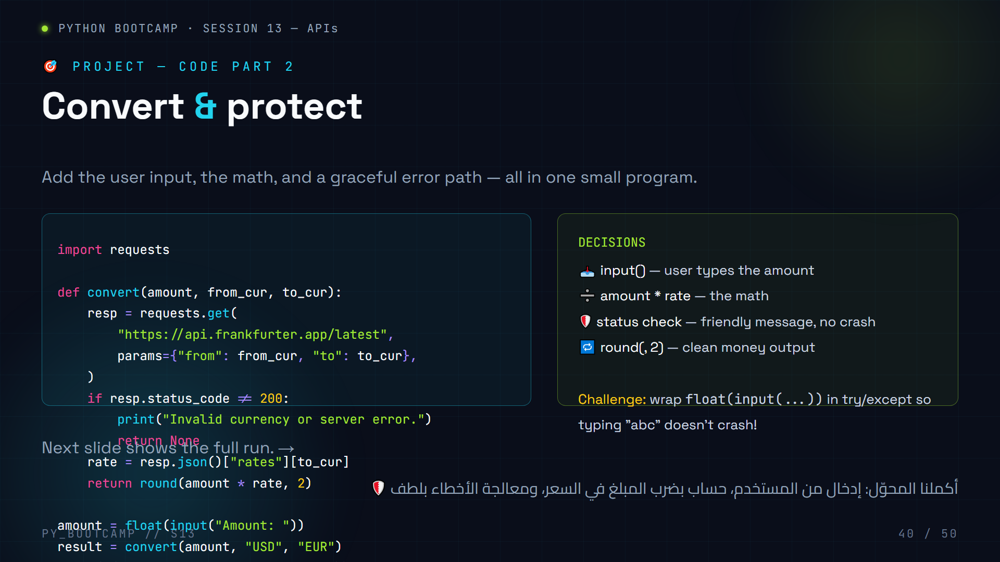 PYTHON BOOTCAMP · SESSION 13 — APIs
🎯 PROJECT — CODE PART 2
Convert & protect
Add the user input, the math, and a graceful error path — all in one small program.
import requests
def convert(amount, from_cur, to_cur):
    resp = requests.get(
        "https://api.frankfurter.app/latest",
        params={"from": from_cur, "to": to_cur},
    )
    if resp.status_code != 200:
        print("Invalid currency or server error.")
        return None
    rate = resp.json()["rates"][to_cur]
    return round(amount * rate, 2)
amount = float(input("Amount: "))
result = convert(amount, "USD", "EUR")
DECISIONS
📥 input() — user types the amount
➗ amount * rate — the math
🛡 status check — friendly message, no crash
🔁 round(, 2) — clean money output
Challenge: wrap float(input(...)) in try/except so
typing "abc" doesn't crash!
Next slide shows the full run. →
أكملنا المحوّل: إدخال من المستخدم، حساب بضرب المبلغ في السعر، ومعالجة الأخطاء بلطف 🛡
PY_BOOTCAMP // S13
40 / 50